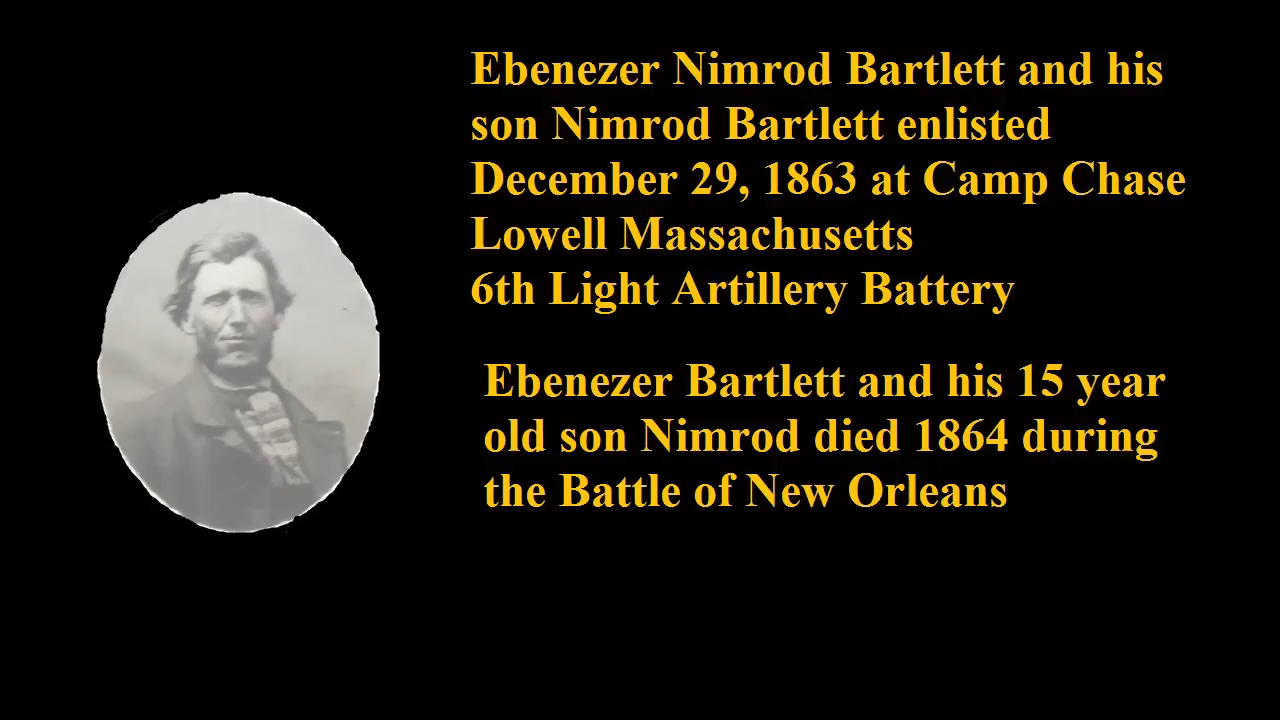 Ebenezer Nimrod Bartlett and his
son Nimrod Bartlett enlisted
December 29, 1863 at Camp Chase
Lowell Massachusetts
6th Light Artillery Battery
Ebenezer Bartlett and his 15 year
old son Nimrod died 1864 during
the Battle of New Orleans